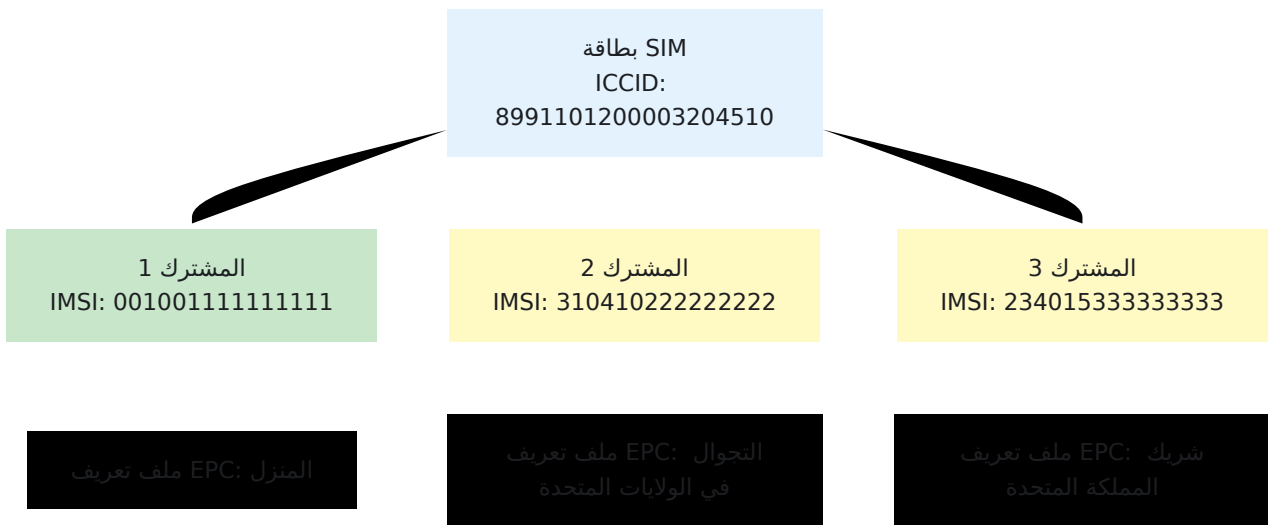 بطاقة SIM
ICCID:
8991101200003204510
المشترك 1
IMSI: 001001111111111
المشترك 2
IMSI: 310410222222222
المشترك 3
IMSI: 234015333333333
ملف تعريف EPC: المنزل
ملف تعريف EPC: التجوال
في الولايات المتحدة
ملف تعريف EPC: شريك
المملكة المتحدة